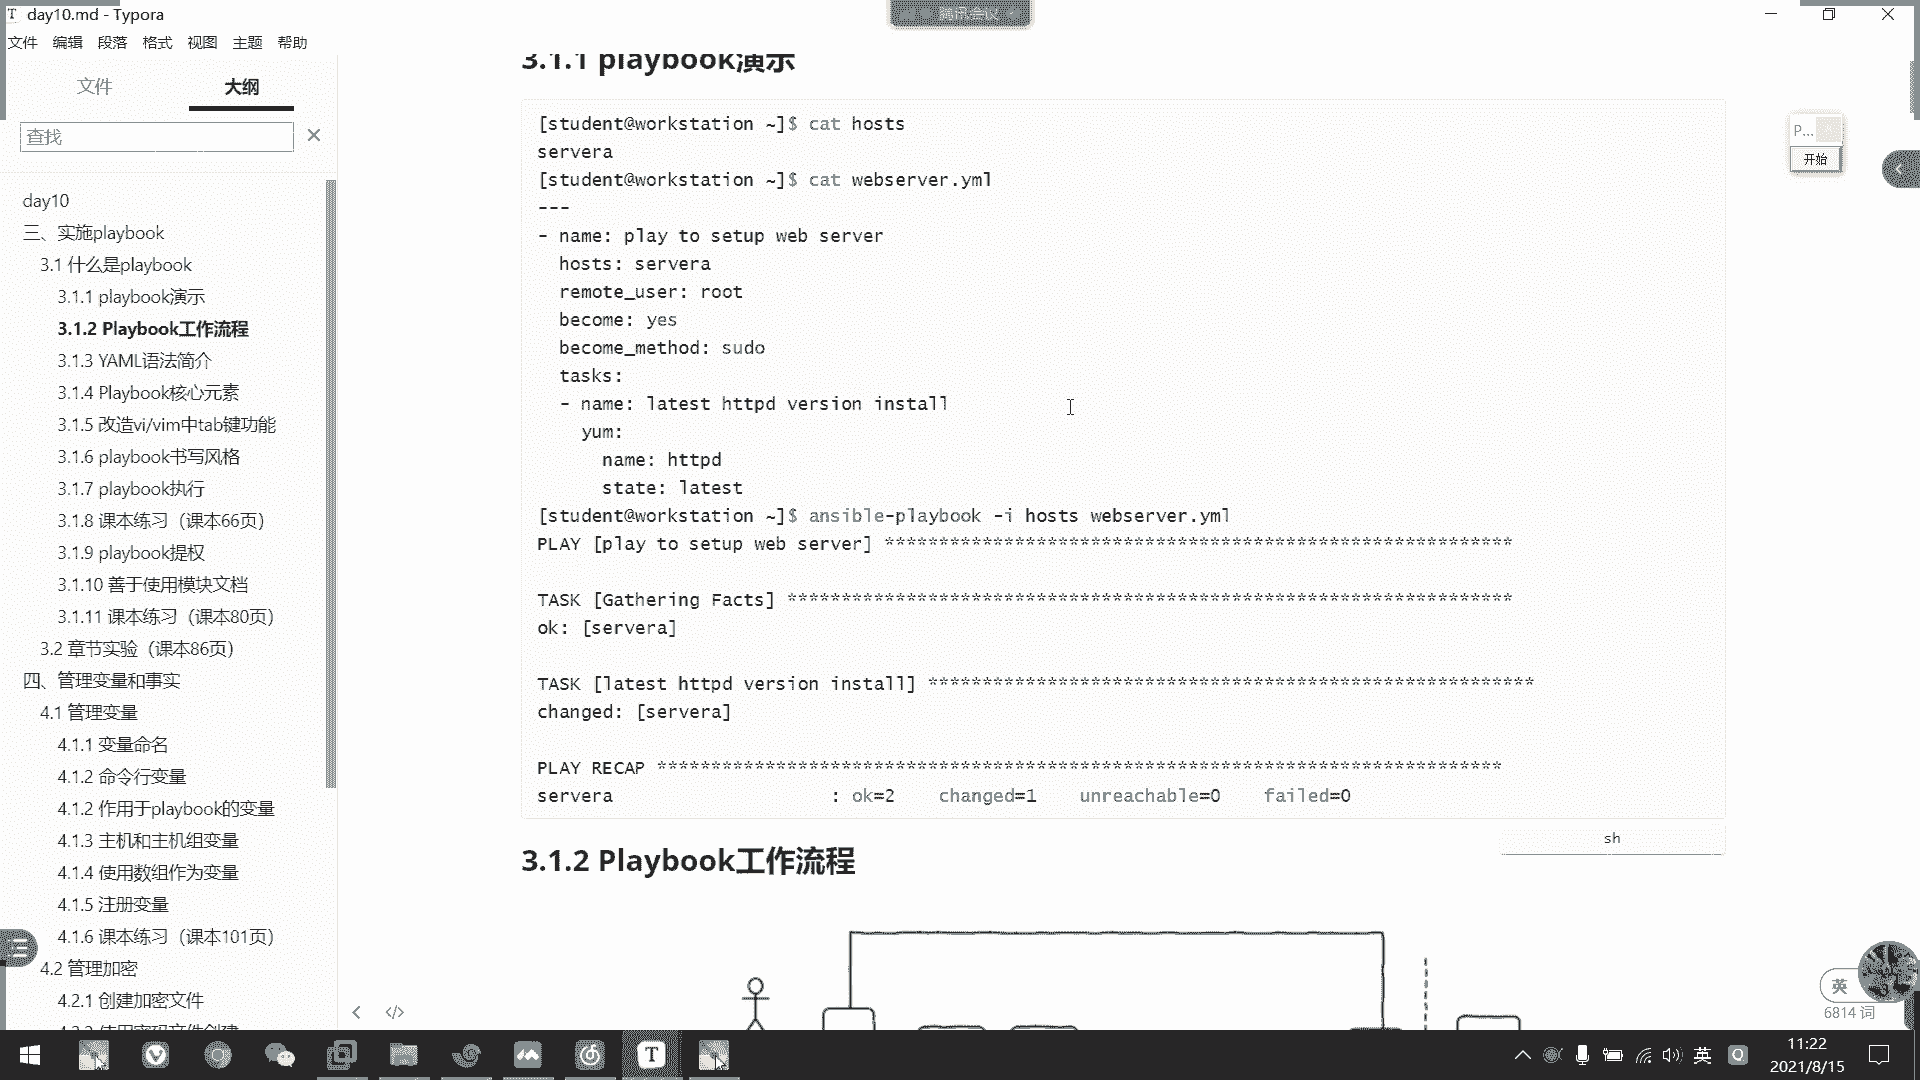 day10.md - Typora
腾讯会议
文件 编辑 段落 格式 视图 主题 帮助
文件 大纲
查找
day10
三、实施playbook
3.1 什么是playbook
3.1.1 playbook演示
3.1.2 Playbook工作流程
3.1.3 YAML语法简介
3.1.4 Playbook核心元素
3.1.5 改造vi/vim中tab键功能
3.1.6 playbook书写风格
3.1.7 playbook执行
3.1.8 课本练习（课本66页）
3.1.9 playbook提权
3.1.10 善于使用模块文档
3.1.11 课本练习（课本80页）
3.2 章节实验（课本86页）
四、管理变量和事实
4.1 管理变量
4.1.1 变量命名
4.1.2 命令行变量
4.1.2 作用于playbook的变量
4.1.3 主机和主机组变量
4.1.4 使用数组作为变量
4.1.5 注册变量
4.1.6 课本练习（课本101页）
4.2 管理加密
4.2.1 创建加密文件
3.1.1 playbook演示
[student@workstation ~]$ cat hosts
servera
[student@workstation ~]$ cat webserver.yml
---
- name: play to setup web server
  hosts: servera
  remote_user: root
  become: yes
  become_method: sudo
  tasks:
  - name: latest httpd version install
    yum:
      name: httpd
      state: latest
[student@workstation ~]$ ansible-playbook -i hosts webserver.yml
PLAY [play to setup web server] **********************************************************
TASK [Gathering Facts] *******************************************************************
ok: [servera]
TASK [latest httpd version install] ********************************************************
changed: [servera]
PLAY RECAP ******************************************************************************
servera                    : ok=2    changed=1    unreachable=0    failed=0
sh
3.1.2 Playbook工作流程
P...
开始
英
6814 词
英
11:22
2021/8/15